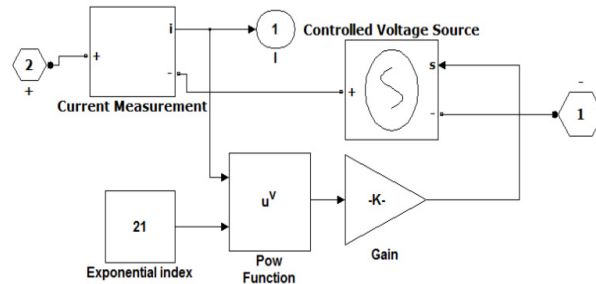 i
1
I
Controlled Voltage Source
2
+
+
-
Current Measurement
+
s
-
-
1
21
Exponential index
u^v
Pow
Function
-K-
Gain